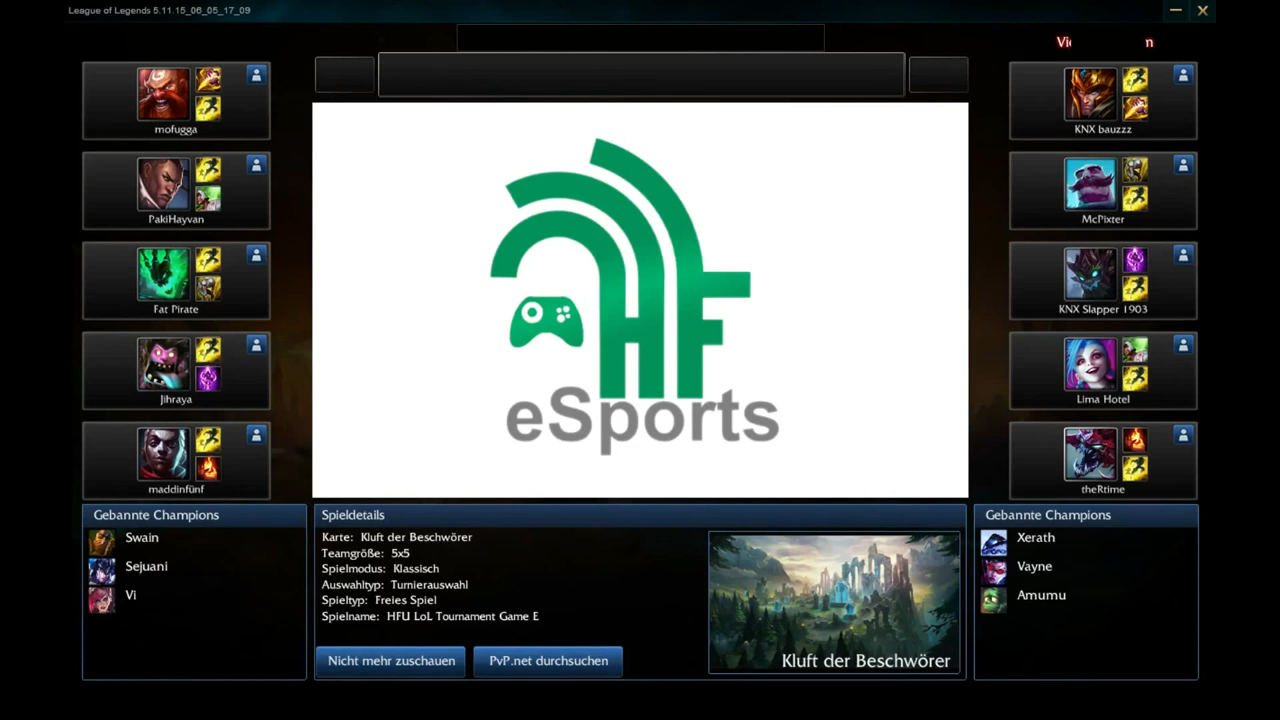 League of Legends 5.11.15_06_05_17_09
mofugga
PakiHayvan
Fat Pirate
Jihraya
maddinfünf
HF
eSports
KNX bauzzz
McPixter
KNX Slapper 1903
Lima Hotel
theRtime
Gebannte Champions
Swain
Sejuani
Vi
Spieldetails
Karte: Kluft der Beschwörer
Teamgröße: 5x5
Spielmodus: Klassisch
Auswahltyp: Turnierauswahl
Spieltyp: Freies Spiel
Spielname: HFU LoL Tournament Game E
Nicht mehr zuschauen
PvP.net durchsuchen
Kluft der Beschwörer
Gebannte Champions
Xerath
Vayne
Amumu